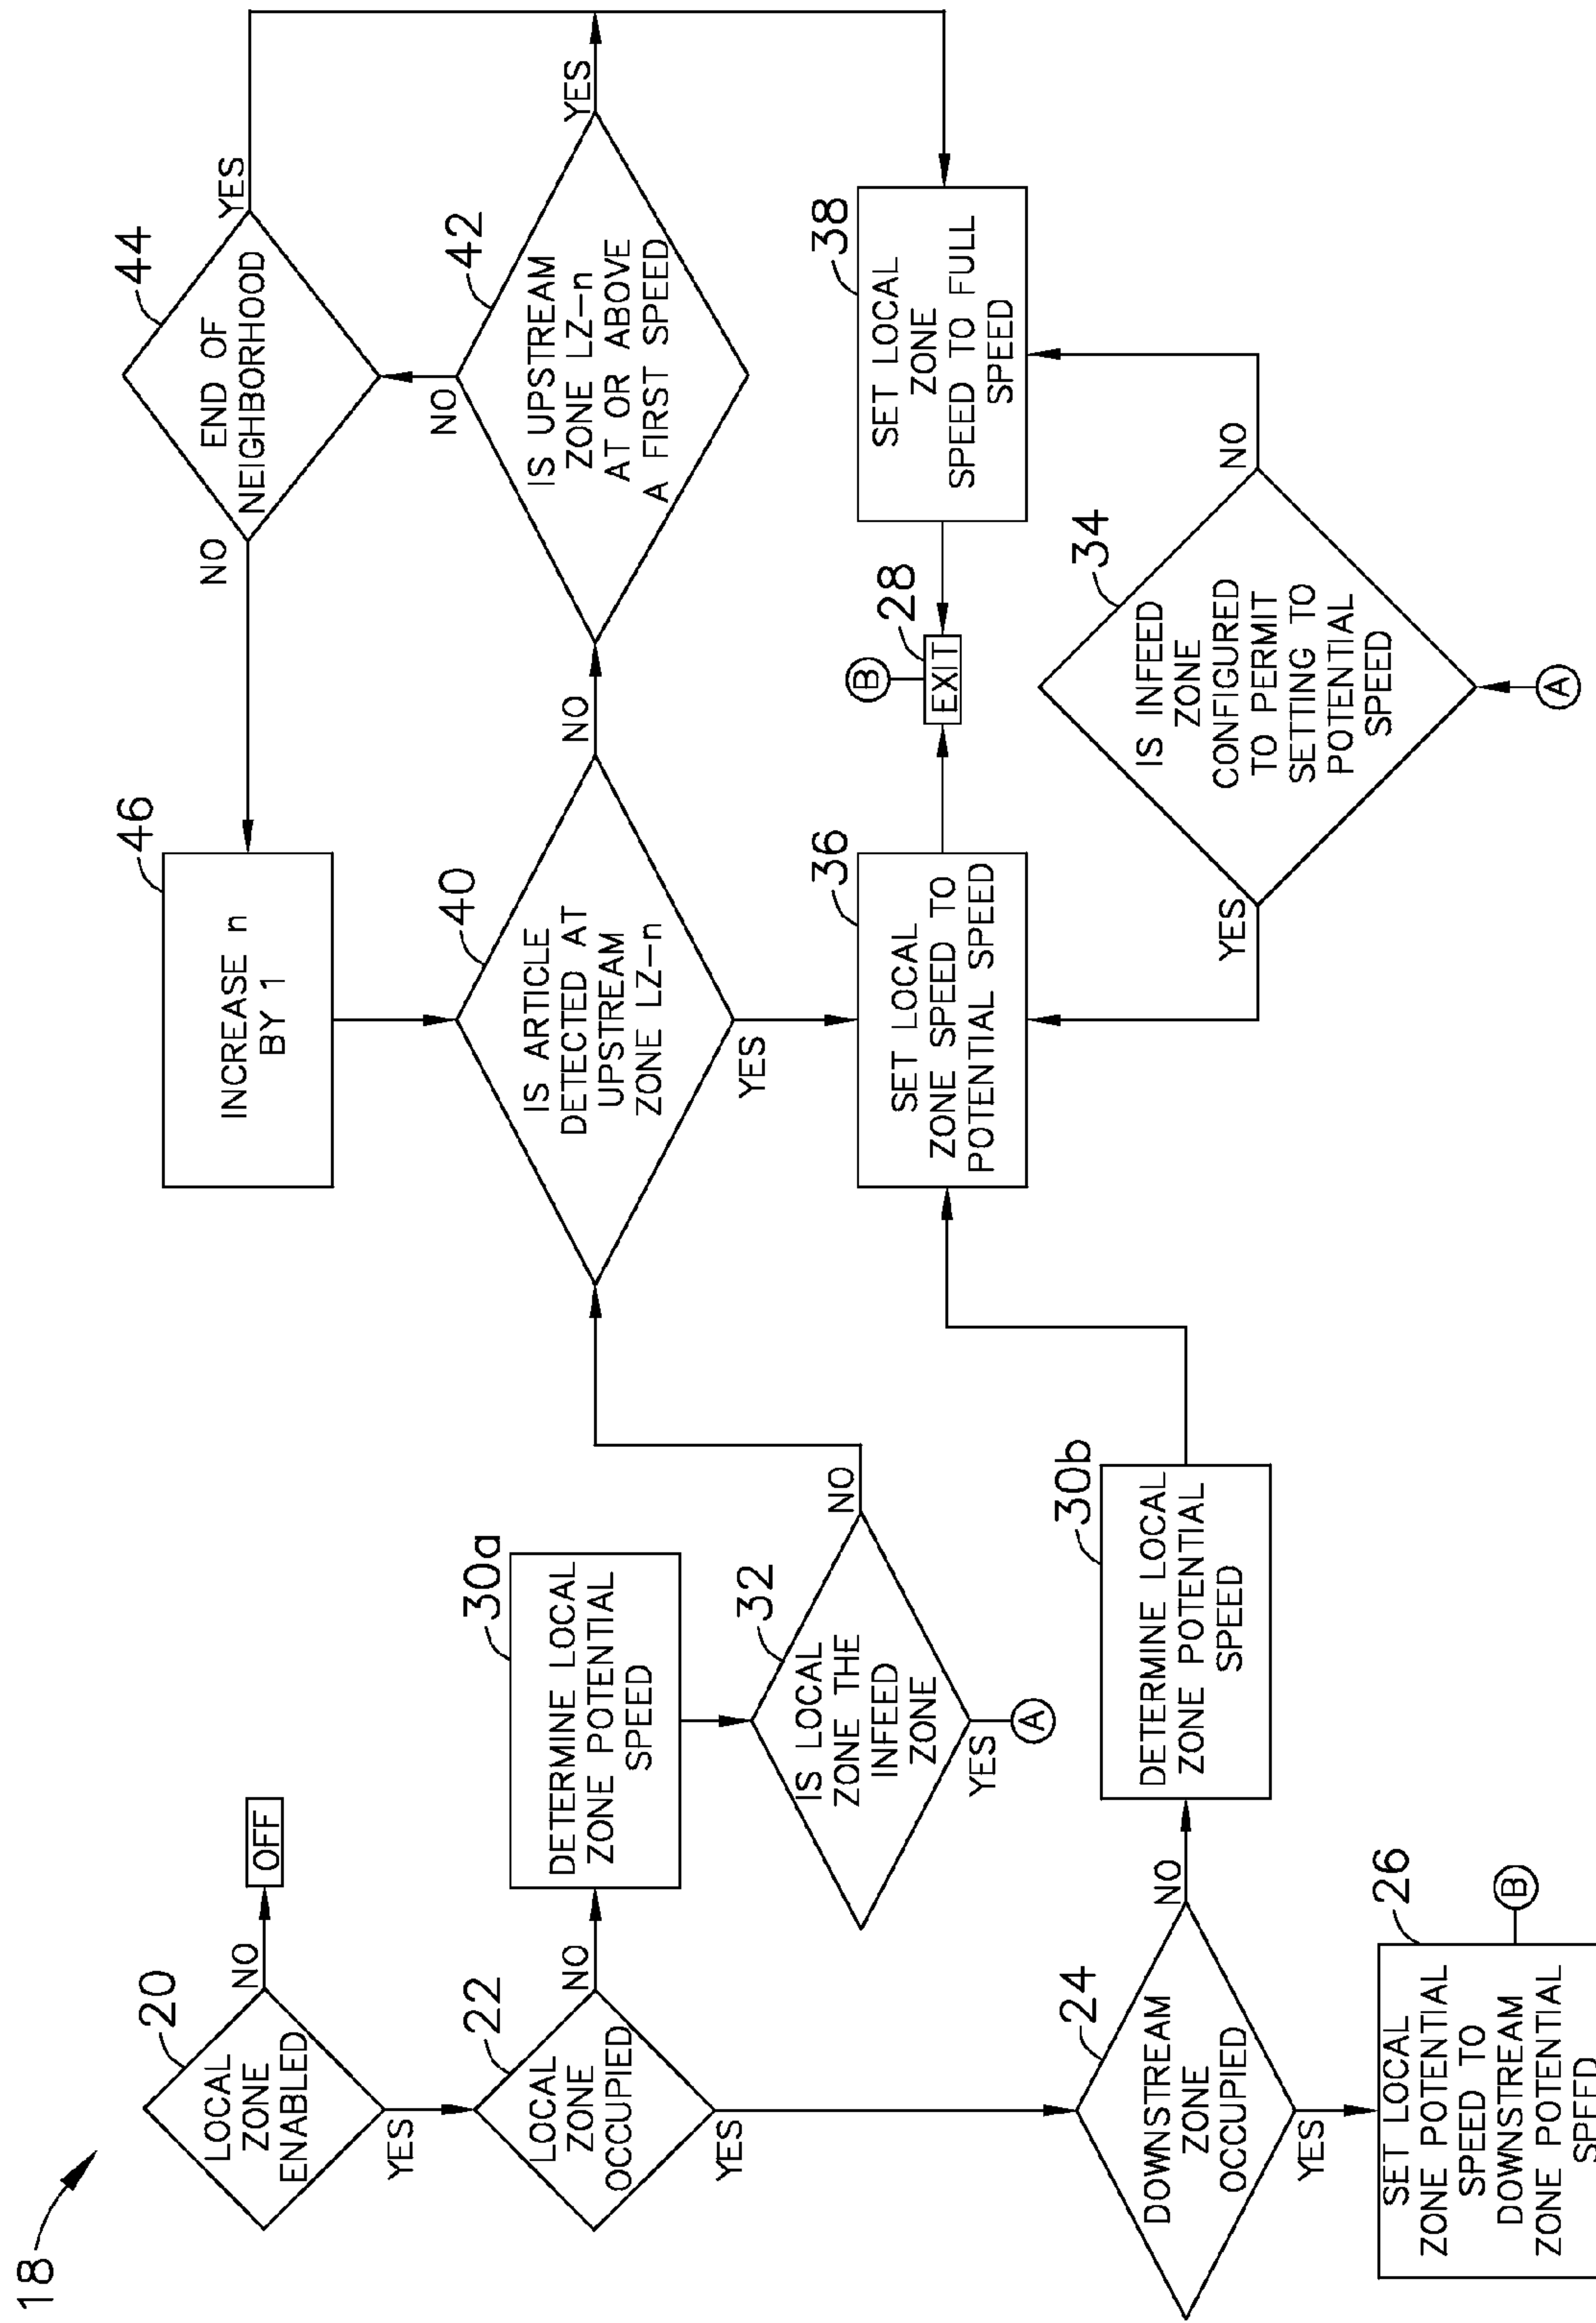 18
20
LOCAL
ZONE
ENABLED
NO
OFF
YES
22
LOCAL
ZONE
OCCUPIED
NO
YES
30a
DETERMINE LOCAL
ZONE POTENTIAL
SPEED
32
IS LOCAL
ZONE THE
INFEED
ZONE
NO
YES
A
24
DOWNSTREAM
ZONE
OCCUPIED
NO
YES
30b
DETERMINE LOCAL
ZONE POTENTIAL
SPEED
26
SET LOCAL
ZONE POTENTIAL
SPEED TO
DOWNSTREAM
ZONE POTENTIAL
SPEED
B
46
INCREASE n
BY 1
44
END OF
NEIGHBORHOOD
NO
YES
40
IS ARTICLE
DETECTED AT
UPSTREAM
ZONE LZ-n
NO
YES
42
IS UPSTREAM
ZONE LZ-n
AT OR ABOVE
A FIRST SPEED
NO
YES
36
SET LOCAL
ZONE SPEED TO
POTENTIAL SPEED
B
28
EXIT
38
SET LOCAL
ZONE
SPEED TO FULL
SPEED
34
IS INFEED
ZONE
CONFIGURED
TO PERMIT
SETTING TO
POTENTIAL
SPEED
YES
NO
A